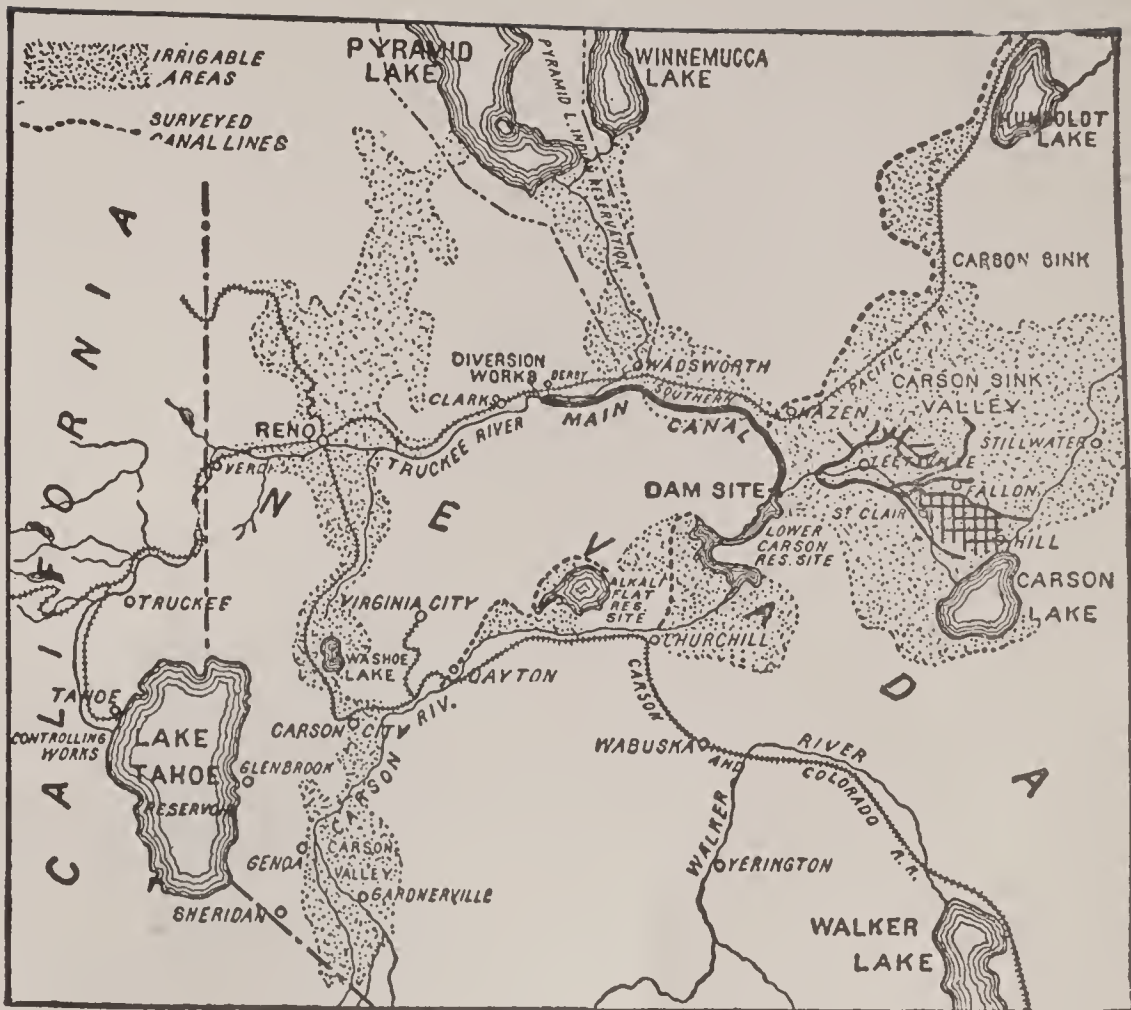 IRRIGABLE
AREAS
SURVEYED
CANAL LINES
PYRAMID
LAKE
PYRAMID L. INDIAN RESERVATION
WINNEMUCCA
LAKE
HUMBOLDT
LAKE
CARSON SINK
CALIFORNIA
NEVADA
DIVERSION
WORKS
DERBY
WADSWORTH
CLARKS
SOUTHERN
PACIFIC R.R.
MAIN
CANAL
HAZEN
CARSON SINK
VALLEY
RENO
TRUCKEE RIVER
VERDI
LEETEVILLE
STILLWATER
DAM SITE
FALLON
ST CLAIR
HILL
LOWER
CARSON
RES. SITE
ALKALI
FLAT
RES.
SITE
CARSON
LAKE
TRUCKEE
VIRGINIA CITY
WASHOE
LAKE
CHURCHILL
DAYTON
TAHOE
CONTROLLING
WORKS
LAKE
TAHOE
RESERVOIR
GLENBROOK
CARSON CITY
CARSON RIV.
CARSON AND COLORADO R.R.
WABUSKA
WALKER RIVER
GENOA
CARSON
VALLEY
GARDNERVILLE
YERINGTON
SHERIDAN
WALKER
LAKE